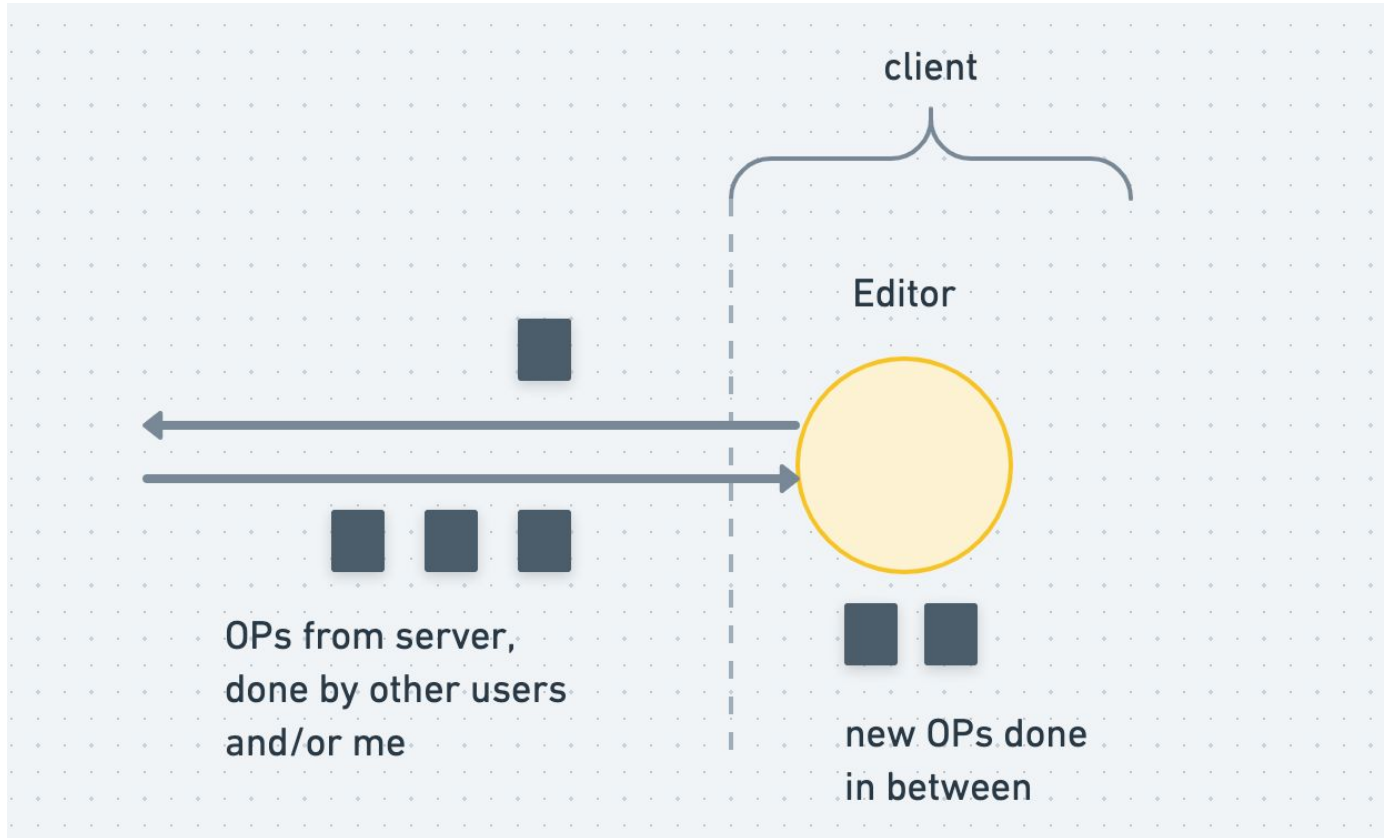 client
Editor
OPs from server,
done by other users
and/or me
new OPs done
in between